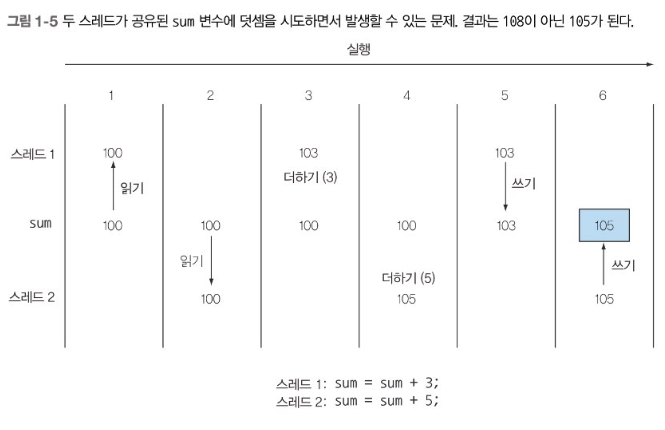 그림 1-5 두 스레드가 공유된 sum 변수에 덧셈을 시도하면서 발생할 수 있는 문제. 결과는 108이 아닌 105가 된다.
실행
1 2 3 4 5 6
스레드 1 100 103 103
읽기 더하기 (3) 쓰기
sum 100 100 100 100 103 105
읽기 더하기 (5) 쓰기
스레드 2 100 105 105
스레드 1: sum = sum + 3;
스레드 2: sum = sum + 5;